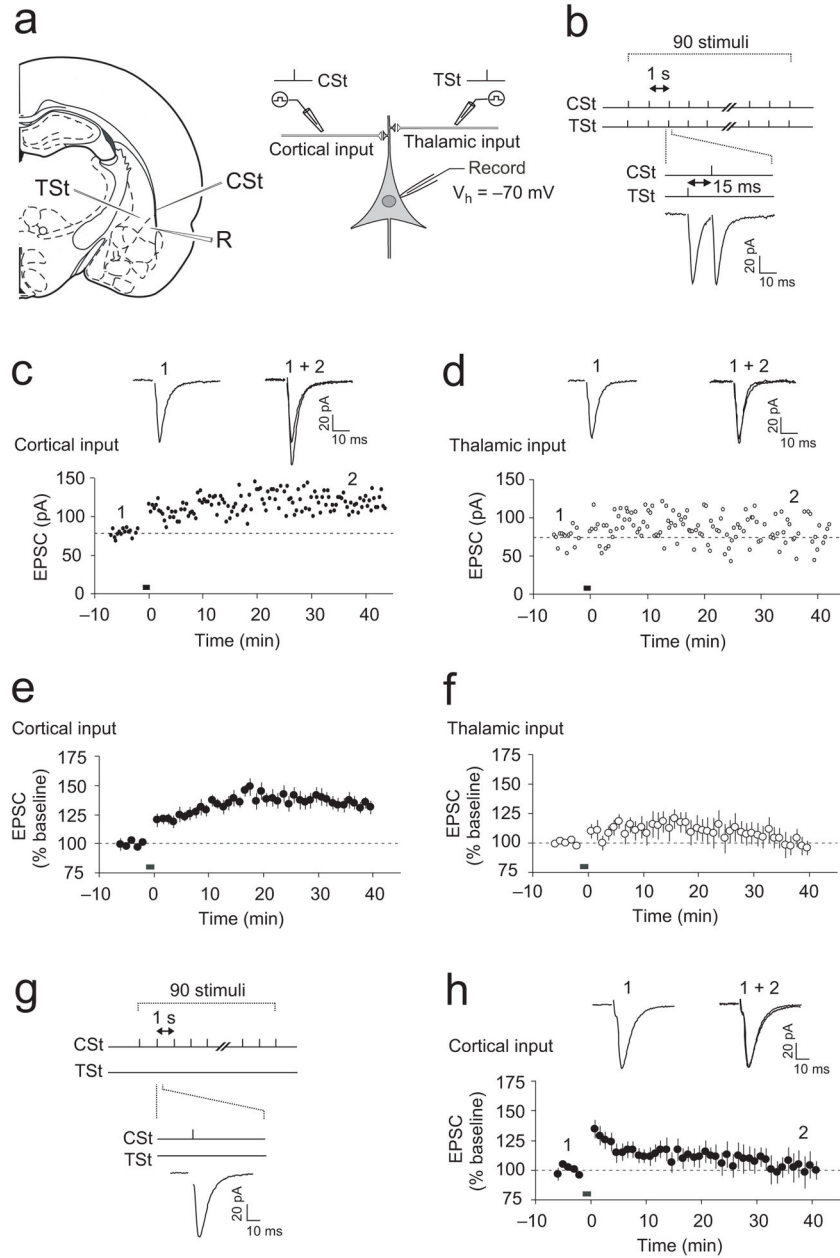 a
CSt
TSt
Cortical input
Thalamic input
Record
Vh = –70 mV
TSt
CSt
R
b
90 stimuli
1 s
CSt
TSt
CSt
15 ms
TSt
20 pA
10 ms
c
1
1 + 2
20 pA
10 ms
Cortical input
EPSC (pA)
150
100
50
0
1
2
–10
0
10
20
30
40
Time (min)
d
1
1 + 2
20 pA
10 ms
Thalamic input
EPSC (pA)
150
100
50
0
1
2
–10
0
10
20
30
40
Time (min)
e
Cortical input
EPSC
(% baseline)
175
150
125
100
75
–10
0
10
20
30
40
Time (min)
f
Thalamic input
EPSC
(% baseline)
175
150
125
100
75
–10
0
10
20
30
40
Time (min)
g
90 stimuli
1 s
CSt
TSt
CSt
TSt
20 pA
10 ms
h
1
1 + 2
20 pA
10 ms
Cortical input
EPSC
(% baseline)
175
150
125
100
75
1
2
–10
0
10
20
30
40
Time (min)